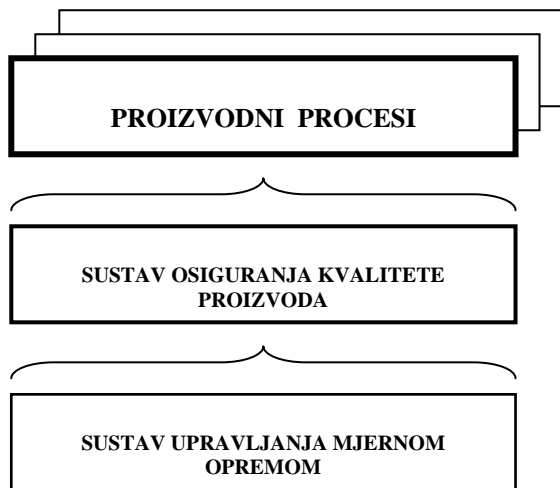 PROIZVODNI PROCESI
SUSTAV OSIGURANJA KVALITETE
PROIZVODA
SUSTAV UPRAVLJANJA MJERNOM
OPREMOM